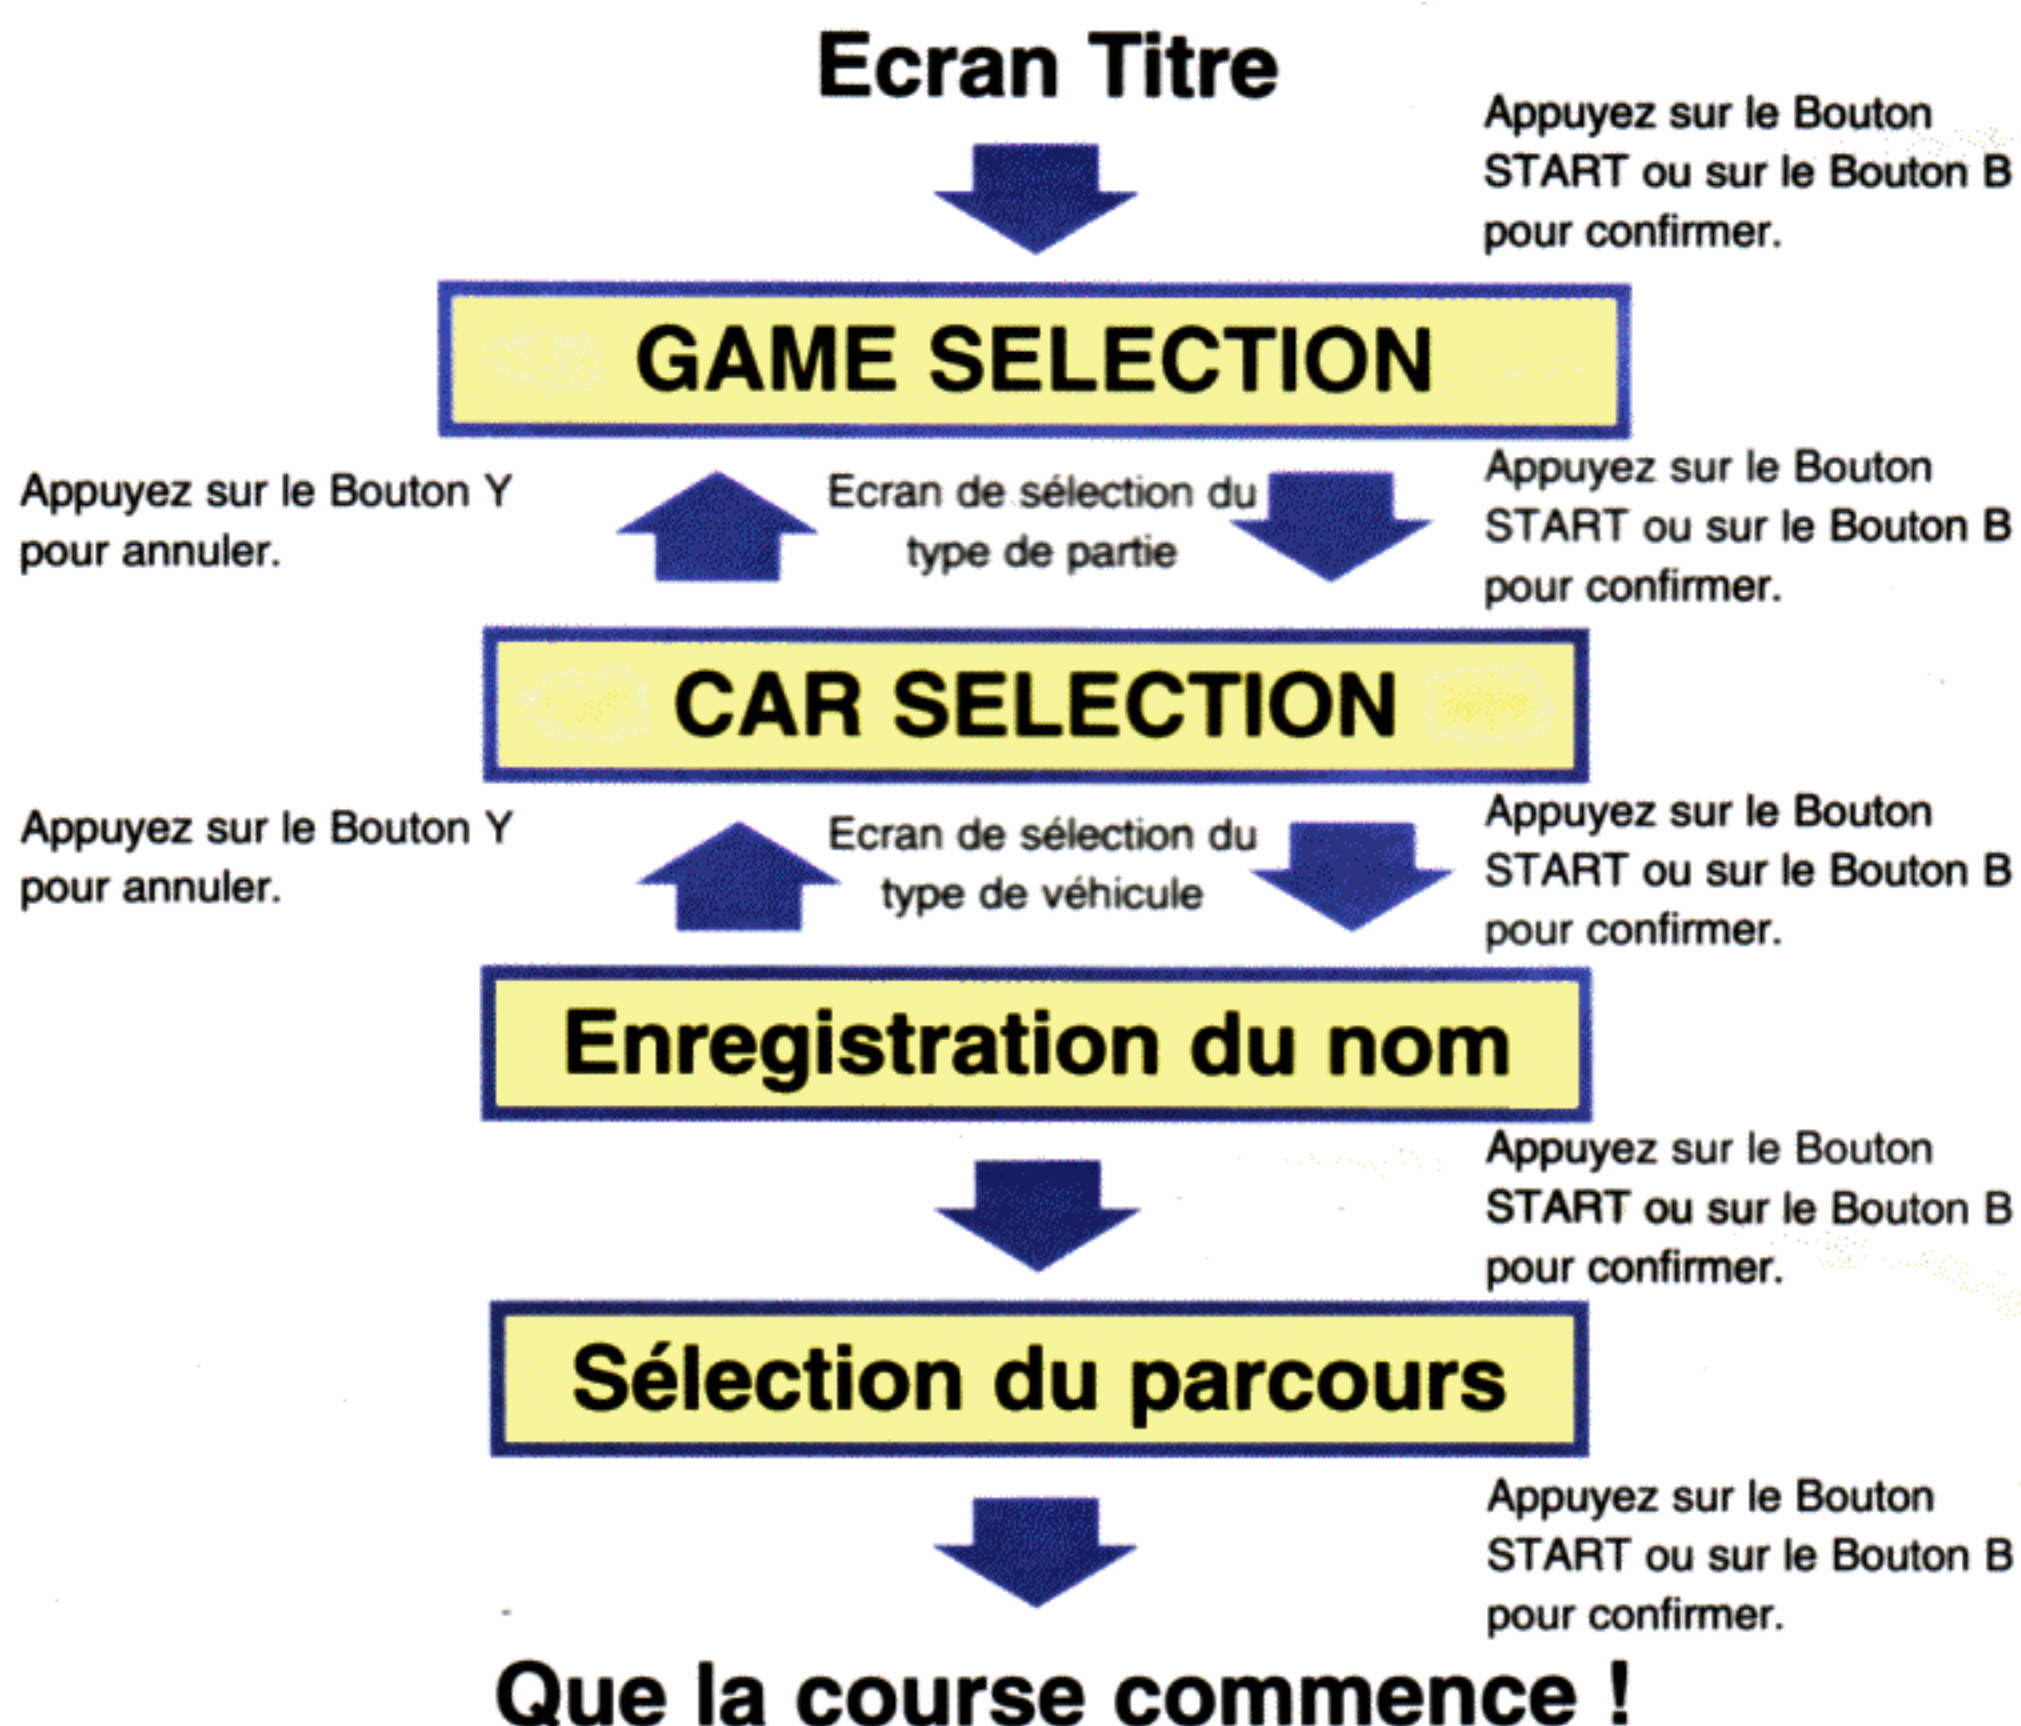 Ecran Titre
Appuyez sur le Bouton
START ou sur le Bouton B
pour confirmer.
GAME SELECTION
Appuyez sur le Bouton Y
pour annuler.
Ecran de sélection du
type de partie
Appuyez sur le Bouton
START ou sur le Bouton B
pour confirmer.
CAR SELECTION
Appuyez sur le Bouton Y
pour annuler.
Ecran de sélection du
type de véhicule
Appuyez sur le Bouton
START ou sur le Bouton B
pour confirmer.
Enregistration du nom
Appuyez sur le Bouton
START ou sur le Bouton B
pour confirmer.
Sélection du parcours
Appuyez sur le Bouton
START ou sur le Bouton B
pour confirmer.
Que la course commence !